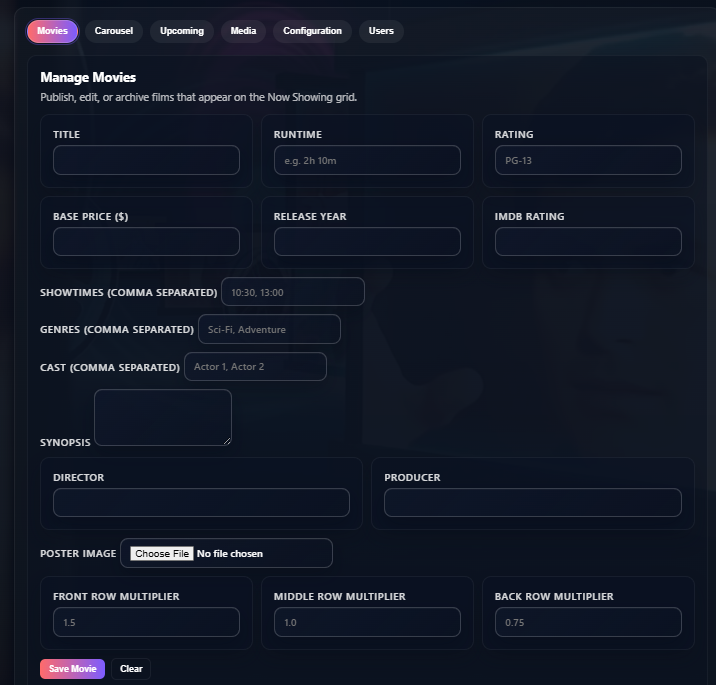 Movies Carousel Upcoming Media Configuration Users
Manage Movies
Publish, edit, or archive films that appear on the Now Showing grid.
TITLE RUNTIME RATING
e.g. 2h 10m PG-13
BASE PRICE ($) RELEASE YEAR IMDB RATING
SHOWTIMES (COMMA SEPARATED) 10:30, 13:00
GENRES (COMMA SEPARATED) Sci-Fi, Adventure
CAST (COMMA SEPARATED) Actor 1, Actor 2
SYNOPSIS
DIRECTOR PRODUCER
POSTER IMAGE Choose File No file chosen
FRONT ROW MULTIPLIER MIDDLE ROW MULTIPLIER BACK ROW MULTIPLIER
1.5 1.0 0.75
Save Movie Clear